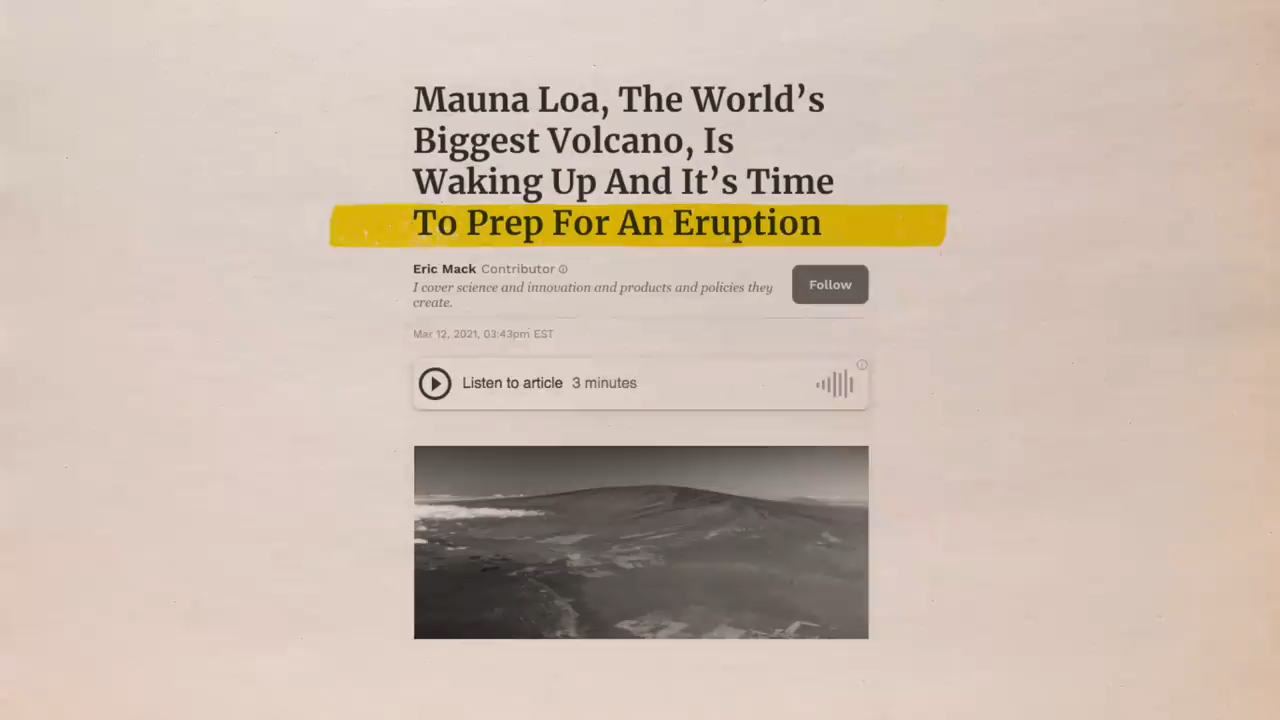 Mauna Loa, The World’s
Biggest Volcano, Is
Waking Up And It’s Time
To Prep For An Eruption
Eric Mack Contributor
Follow
I cover science and innovation and products and policies they
create.
Mar 12, 2021, 03:43pm EST
Listen to article 3 minutes